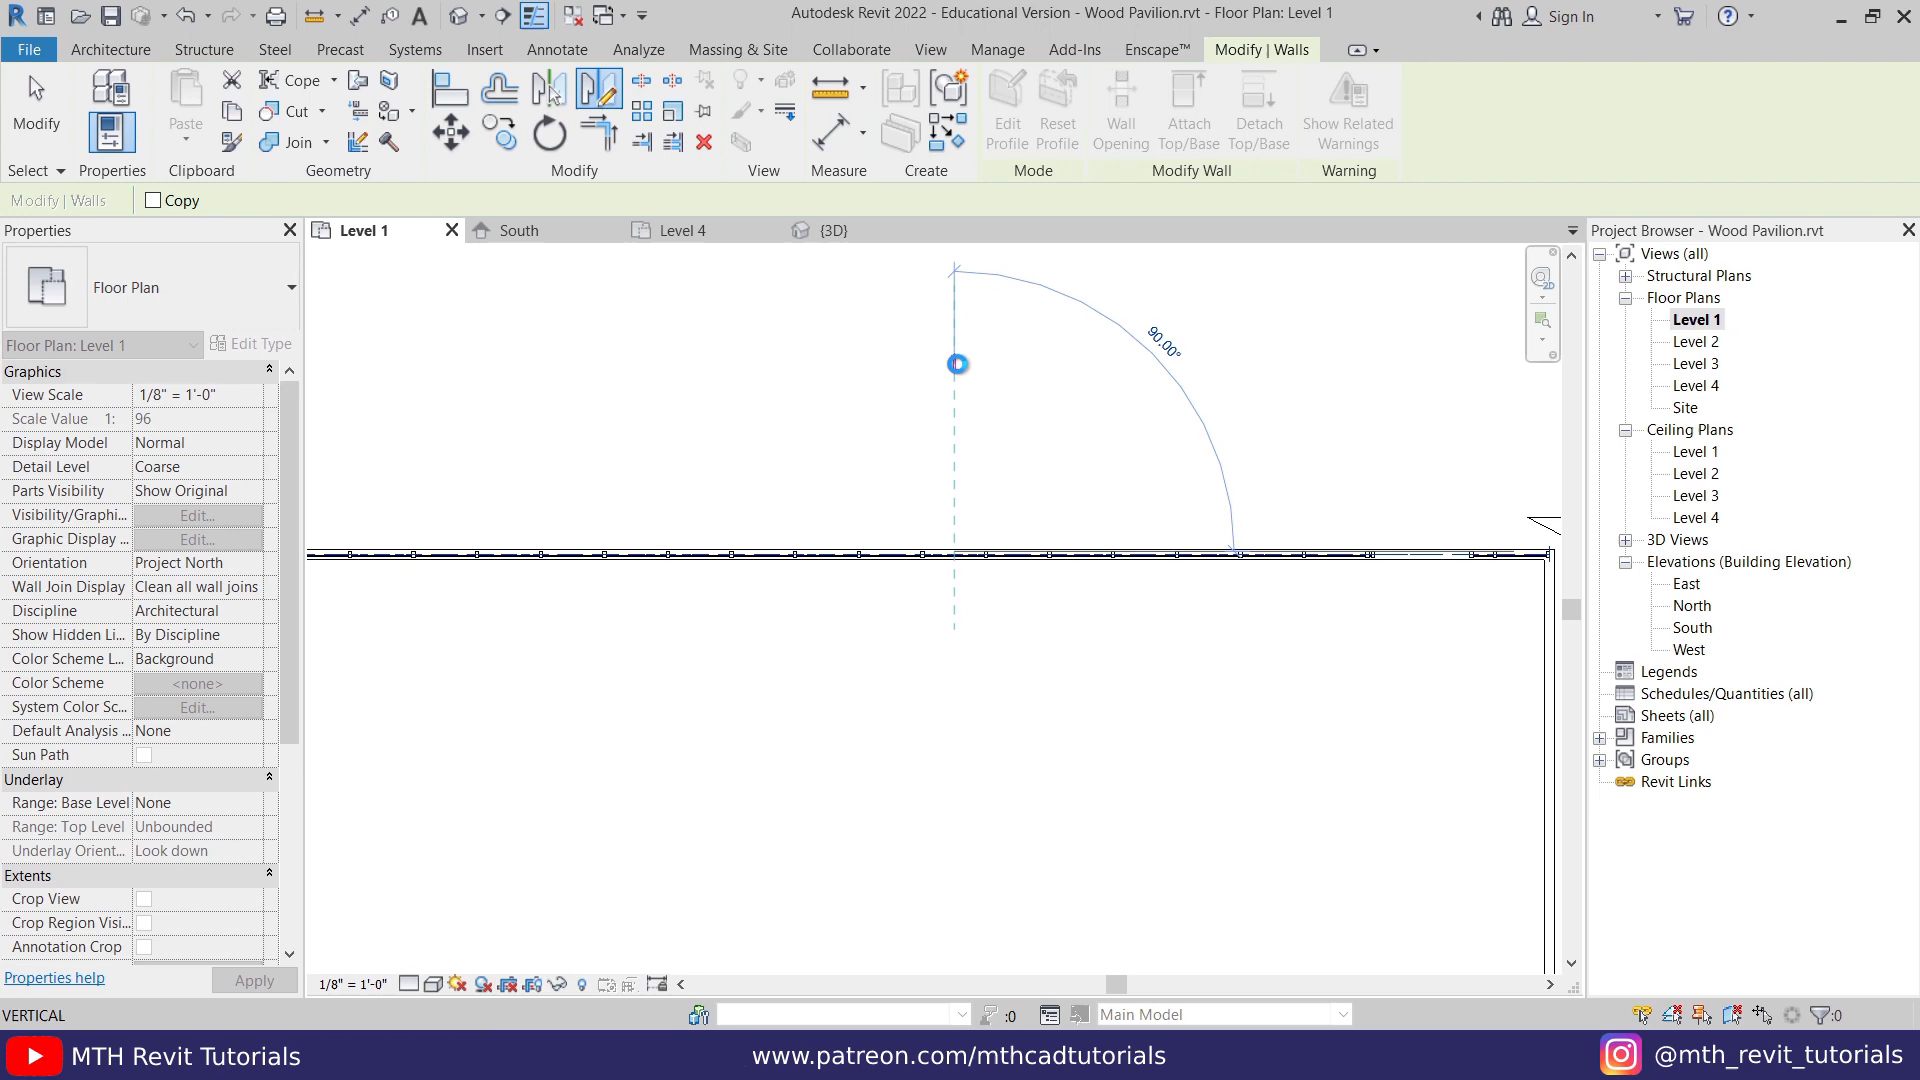 Autodesk Revit 2022 - Educational Version - Wood Pavilion.rvt - Floor Plan: Level 1
Sign In
File
Architecture
Structure
Steel
Precast
Systems
Insert
Annotate
Analyze
Massing & Site
Collaborate
View
Manage
Add-Ins
Enscape™
Modify | Walls
Modify
Paste
Cope
Cut
Join
Edit Profile
Reset Profile
Wall Opening
Attach Top/Base
Detach Top/Base
Show Related Warnings
Select
Properties
Clipboard
Geometry
Modify
View
Measure
Create
Mode
Modify Wall
Warning
Modify | Walls
Copy
Properties
Floor Plan
Floor Plan: Level 1
Edit Type
Graphics
View Scale 1/8" = 1'-0"
Scale Value 1: 96
Display Model Normal
Detail Level Coarse
Parts Visibility Show Original
Visibility/Graphi... Edit...
Graphic Display ... Edit...
Orientation Project North
Wall Join Display Clean all wall joins
Discipline Architectural
Show Hidden Li... By Discipline
Color Scheme L... Background
Color Scheme <none>
System Color Sc... Edit...
Default Analysis ... None
Sun Path
Underlay
Range: Base Level None
Range: Top Level Unbounded
Underlay Orient... Look down
Extents
Crop View
Crop Region Visi...
Annotation Crop
Properties help
Apply
Level 1
South
Level 4
{3D}
90.00°
2D
1/8" = 1'-0"
Project Browser - Wood Pavilion.rvt
Views (all)
Structural Plans
Floor Plans
Level 1
Level 2
Level 3
Level 4
Site
Ceiling Plans
Level 1
Level 2
Level 3
Level 4
3D Views
Elevations (Building Elevation)
East
North
South
West
Legends
Schedules/Quantities (all)
Sheets (all)
Families
Groups
Revit Links
VERTICAL
:0
Main Model
:0
MTH Revit Tutorials
www.patreon.com/mthcadtutorials
@mth_revit_tutorials